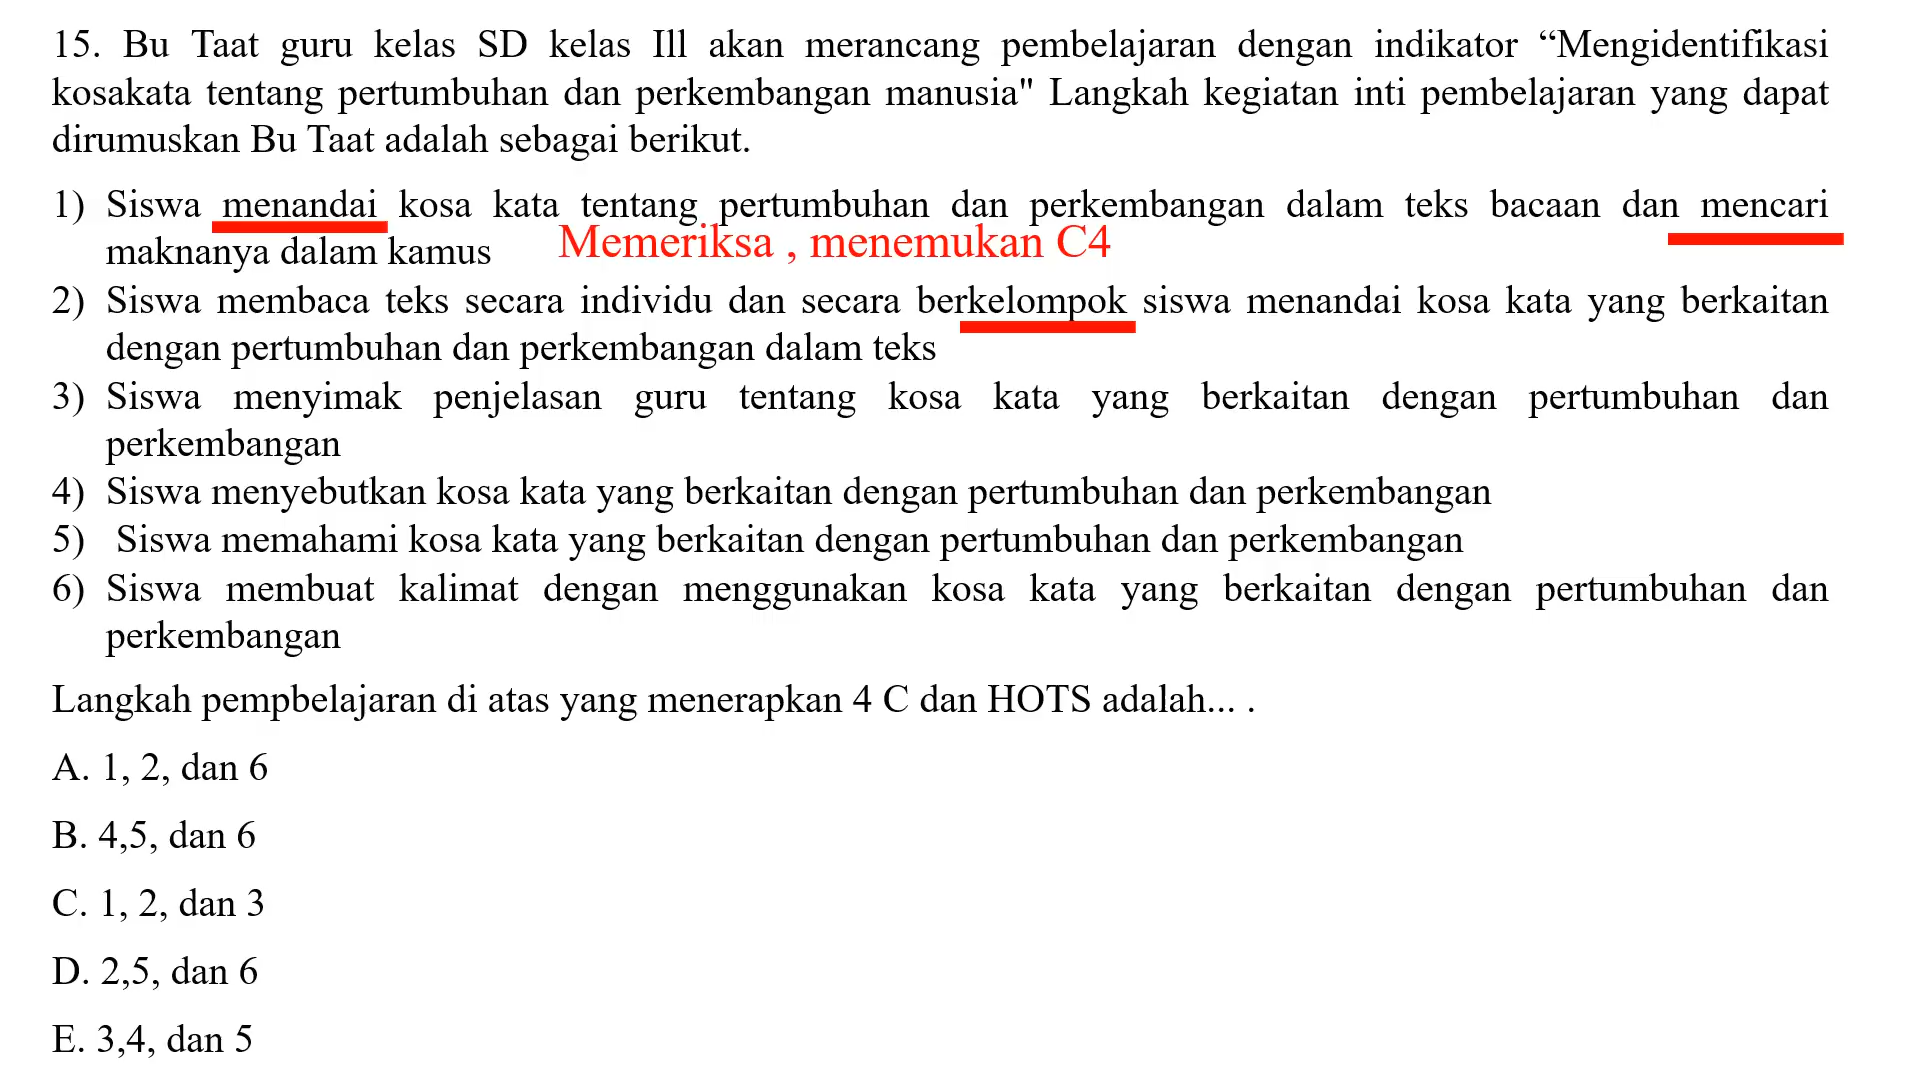 15. Bu Taat guru kelas SD kelas Ill akan merancang pembelajaran dengan indikator “Mengidentifikasi
kosakata tentang pertumbuhan dan perkembangan manusia" Langkah kegiatan inti pembelajaran yang dapat
dirumuskan Bu Taat adalah sebagai berikut.
1) Siswa menandai kosa kata tentang pertumbuhan dan perkembangan dalam teks bacaan dan mencari
maknanya dalam kamus Memeriksa , menemukan C4
2) Siswa membaca teks secara individu dan secara berkelompok siswa menandai kosa kata yang berkaitan
dengan pertumbuhan dan perkembangan dalam teks
3) Siswa menyimak penjelasan guru tentang kosa kata yang berkaitan dengan pertumbuhan dan
perkembangan
4) Siswa menyebutkan kosa kata yang berkaitan dengan pertumbuhan dan perkembangan
5) Siswa memahami kosa kata yang berkaitan dengan pertumbuhan dan perkembangan
6) Siswa membuat kalimat dengan menggunakan kosa kata yang berkaitan dengan pertumbuhan dan
perkembangan
Langkah pempbelajaran di atas yang menerapkan 4 C dan HOTS adalah... .
A. 1, 2, dan 6
B. 4,5, dan 6
C. 1, 2, dan 3
D. 2,5, dan 6
E. 3,4, dan 5